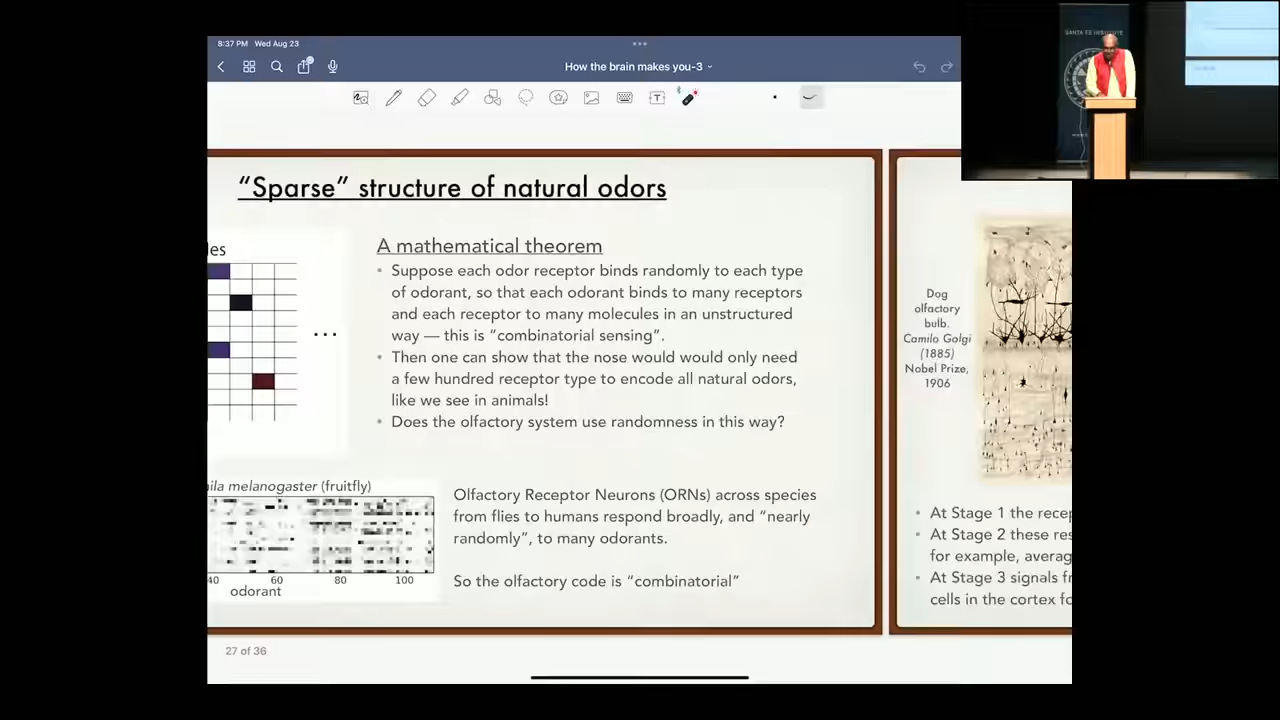 8:37 PM Wed Aug 23
How the brain makes you-3
SANTA FE INSTITUTE
"Sparse" structure of natural odors
les
A mathematical theorem
• Suppose each odor receptor binds randomly to each type
of odorant, so that each odorant binds to many receptors
and each receptor to many molecules in an unstructured
way — this is "combinatorial sensing".
• Then one can show that the nose would would only need
a few hundred receptor type to encode all natural odors,
like we see in animals!
• Does the olfactory system use randomness in this way?
...
ila melanogaster (fruitfly)
40 60 80 100
odorant
Olfactory Receptor Neurons (ORNs) across species
from flies to humans respond broadly, and "nearly
randomly", to many odorants.
So the olfactory code is "combinatorial"
Dog
olfactory
bulb.
Camilo Golgi
(1885)
Nobel Prize,
1906
• At Stage 1 the recep
• At Stage 2 these res
for example, averag
• At Stage 3 signals fr
cells in the cortex fo
27 of 36